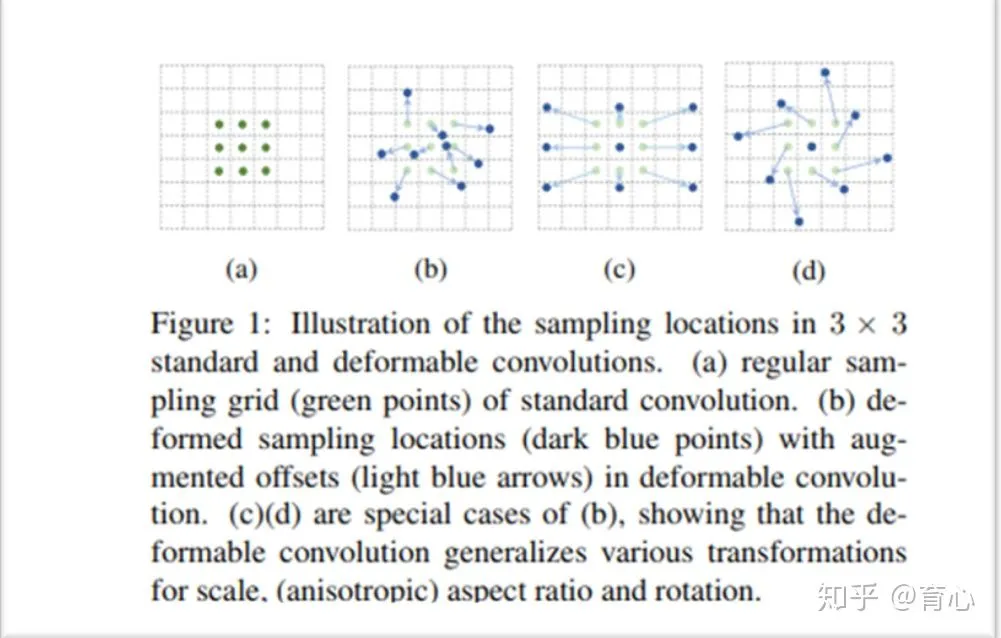 (a) (b) (c) (d)
Figure 1: Illustration of the sampling locations in 3 × 3
standard and deformable convolutions. (a) regular sam-
pling grid (green points) of standard convolution. (b) de-
formed sampling locations (dark blue points) with aug-
mented offsets (light blue arrows) in deformable convolu-
tion. (c)(d) are special cases of (b), showing that the de-
formable convolution generalizes various transformations
for scale, (anisotropic) aspect ratio and rotation.
知乎 @育心